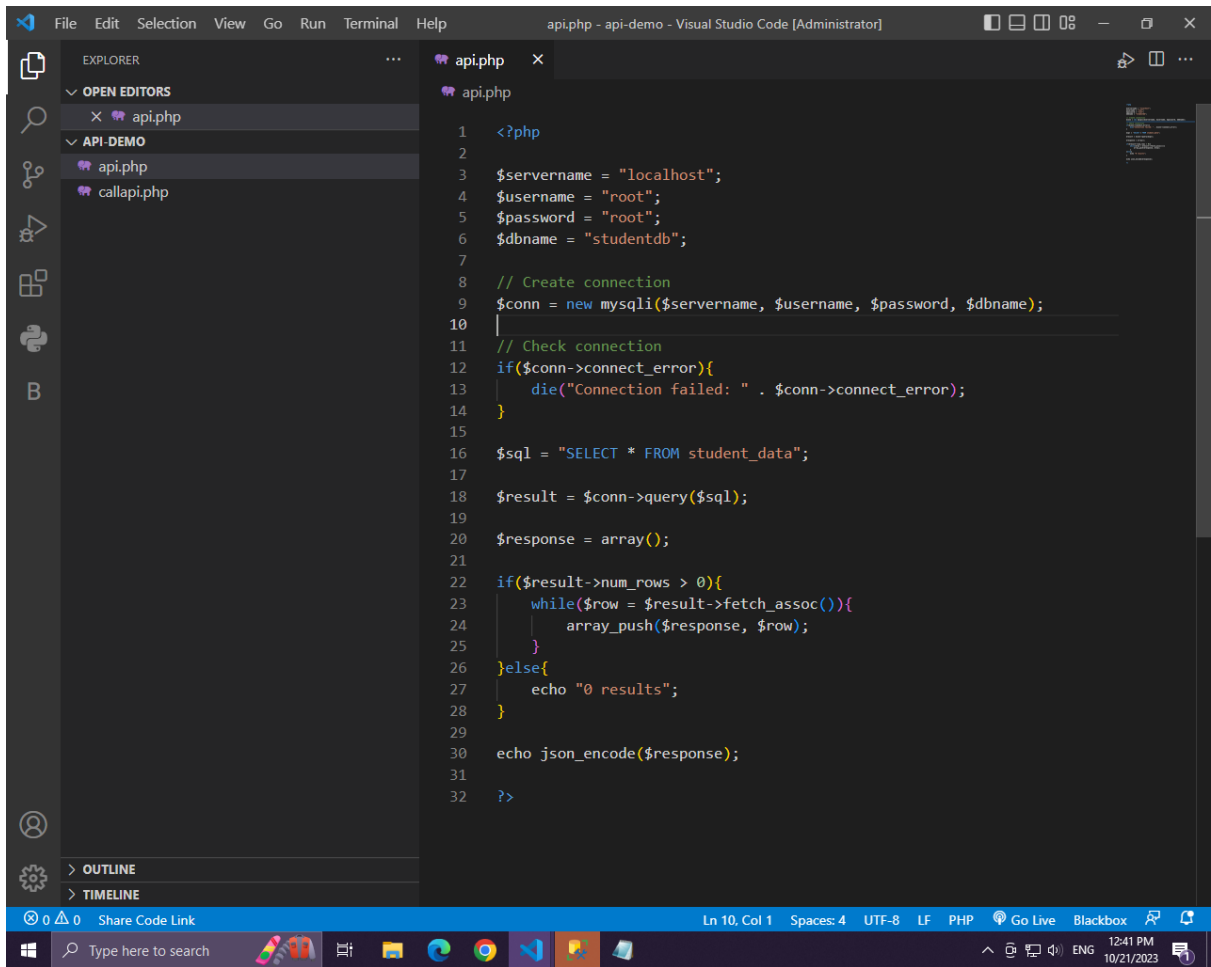 File Edit Selection View Go Run Terminal Help api.php - api-demo - Visual Studio Code [Administrator]
EXPLORER
OPEN EDITORS
api.php
API-DEMO
api.php
callapi.php
OUTLINE
TIMELINE
api.php
api.php
1 <?php
2
3 $servername = "localhost";
4 $username = "root";
5 $password = "root";
6 $dbname = "studentdb";
7
8 // Create connection
9 $conn = new mysqli($servername, $username, $password, $dbname);
10
11 // Check connection
12 if($conn->connect_error){
13     die("Connection failed: " . $conn->connect_error);
14 }
15
16 $sql = "SELECT * FROM student_data";
17
18 $result = $conn->query($sql);
19
20 $response = array();
21
22 if($result->num_rows > 0){
23     while($row = $result->fetch_assoc()){
24         array_push($response, $row);
25     }
26 }else{
27     echo "0 results";
28 }
29
30 echo json_encode($response);
31
32 ?>
0 0 Share Code Link Ln 10, Col 1 Spaces: 4 UTF-8 LF PHP Go Live Blackbox
Type here to search ENG 12:41 PM
10/21/2023 1